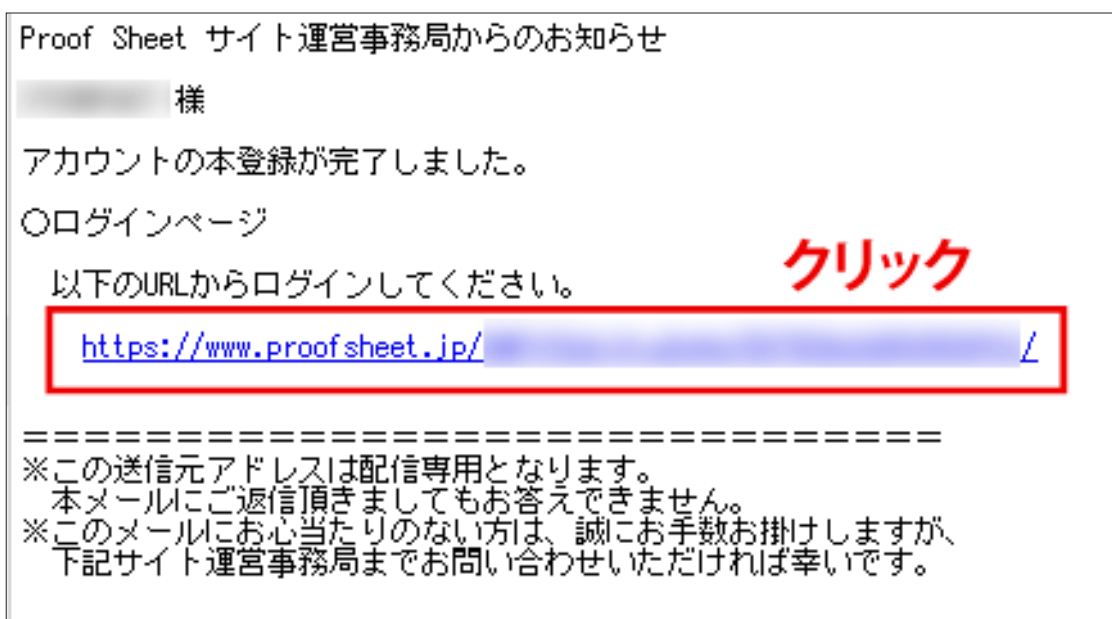 Proof Sheet サイト運営事務局からのお知らせ
様
アカウントの本登録が完了しました。
○ログインページ
クリック
以下のURLからログインしてください。
https://www.proofsheet.jp/ /
==============================
※この送信元アドレスは配信専用となります。
本メールにご返信頂きましてもお答えできません。
※このメールにお心当たりのない方は、誠にお手数お掛けしますが、
下記サイト運営事務局までお問い合わせいただければ幸いです。